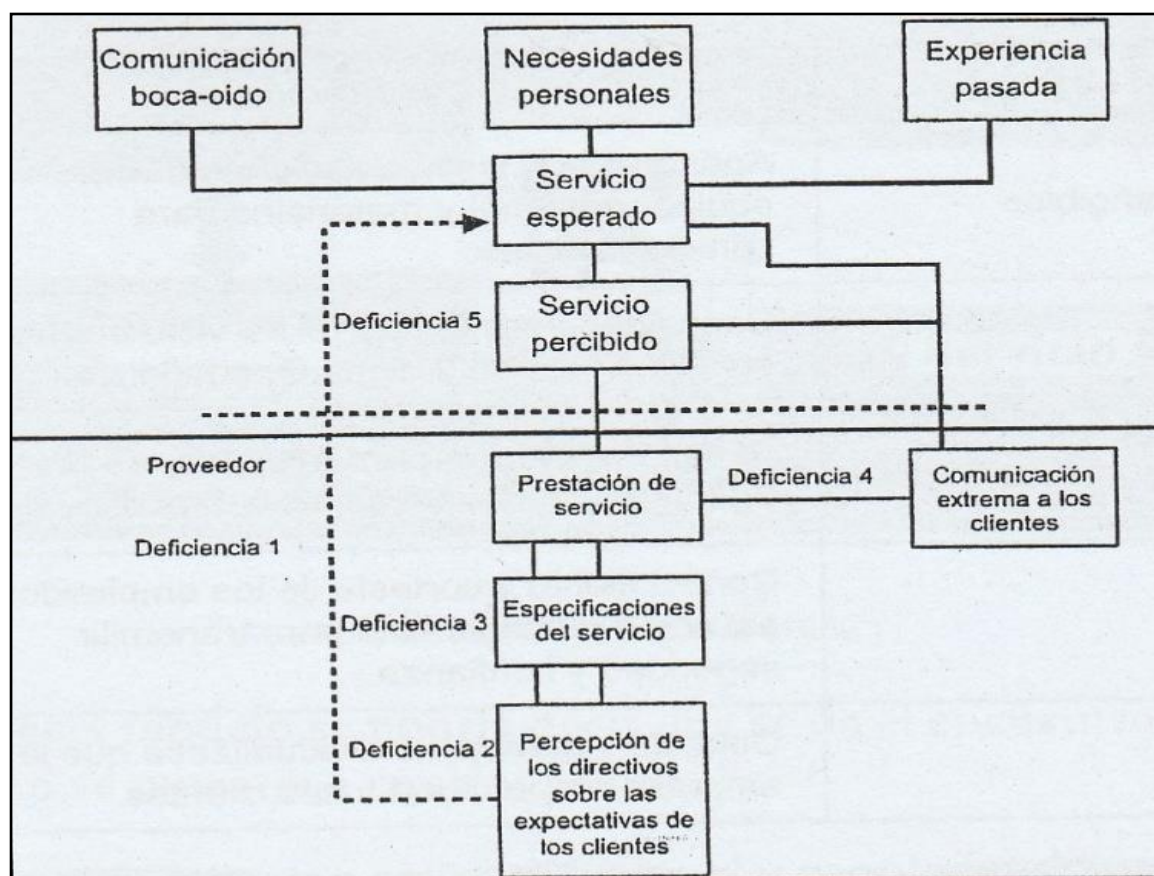 Comunicación
boca-oido
Necesidades
personales
Experiencia
pasada
Servicio
esperado
Servicio
percibido
Deficiencia 5
Proveedor
Prestación de
servicio
Deficiencia 4
Comunicación
extrema a los
clientes
Deficiencia 1
Deficiencia 3
Especificaciones
del servicio
Deficiencia 2
Percepción de
los directivos
sobre las
expectativas de
los clientes